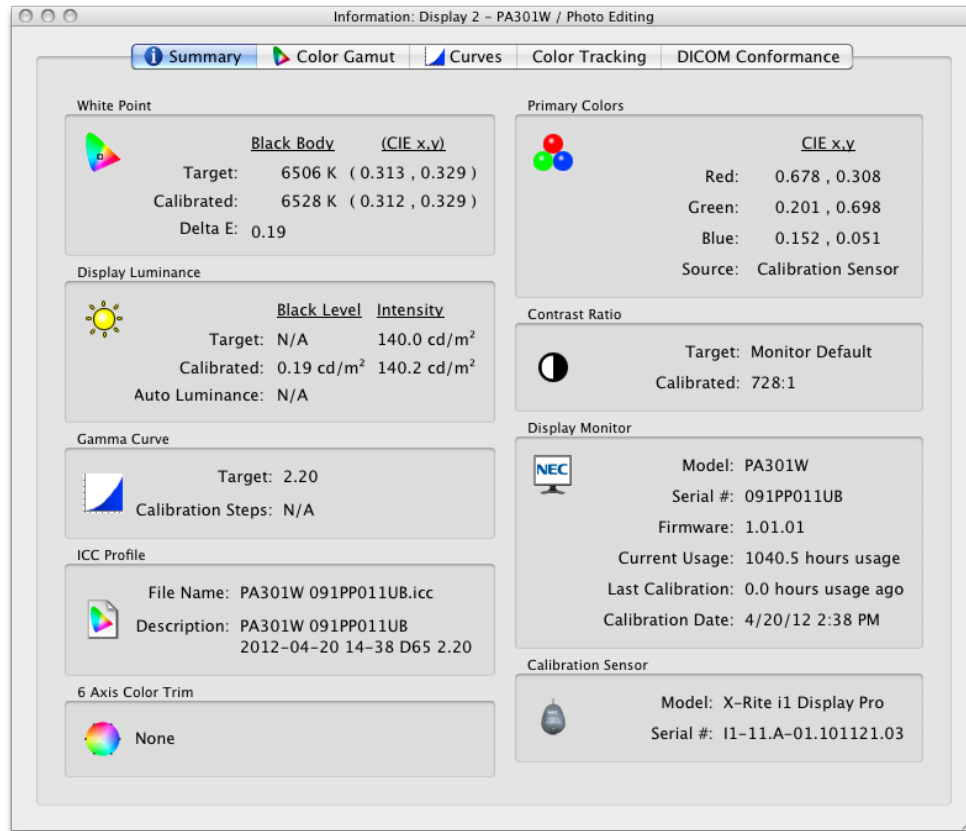 Information: Display 2 – PA301W / Photo Editing
Summary Color Gamut Curves Color Tracking DICOM Conformance
White Point
Black Body (CIE x,y)
Target: 6506 K ( 0.313 , 0.329 )
Calibrated: 6528 K ( 0.312 , 0.329 )
Delta E: 0.19
Display Luminance
Black Level Intensity
Target: N/A 140.0 cd/m²
Calibrated: 0.19 cd/m² 140.2 cd/m²
Auto Luminance: N/A
Gamma Curve
Target: 2.20
Calibration Steps: N/A
ICC Profile
File Name: PA301W 091PP011UB.icc
Description: PA301W 091PP011UB
2012-04-20 14-38 D65 2.20
6 Axis Color Trim
None
Primary Colors
CIE x,y
Red: 0.678 , 0.308
Green: 0.201 , 0.698
Blue: 0.152 , 0.051
Source: Calibration Sensor
Contrast Ratio
Target: Monitor Default
Calibrated: 728:1
Display Monitor
NEC
Model: PA301W
Serial #: 091PP011UB
Firmware: 1.01.01
Current Usage: 1040.5 hours usage
Last Calibration: 0.0 hours usage ago
Calibration Date: 4/20/12 2:38 PM
Calibration Sensor
NEC
Model: X-Rite i1 Display Pro
Serial #: I1-11.A-01.101121.03